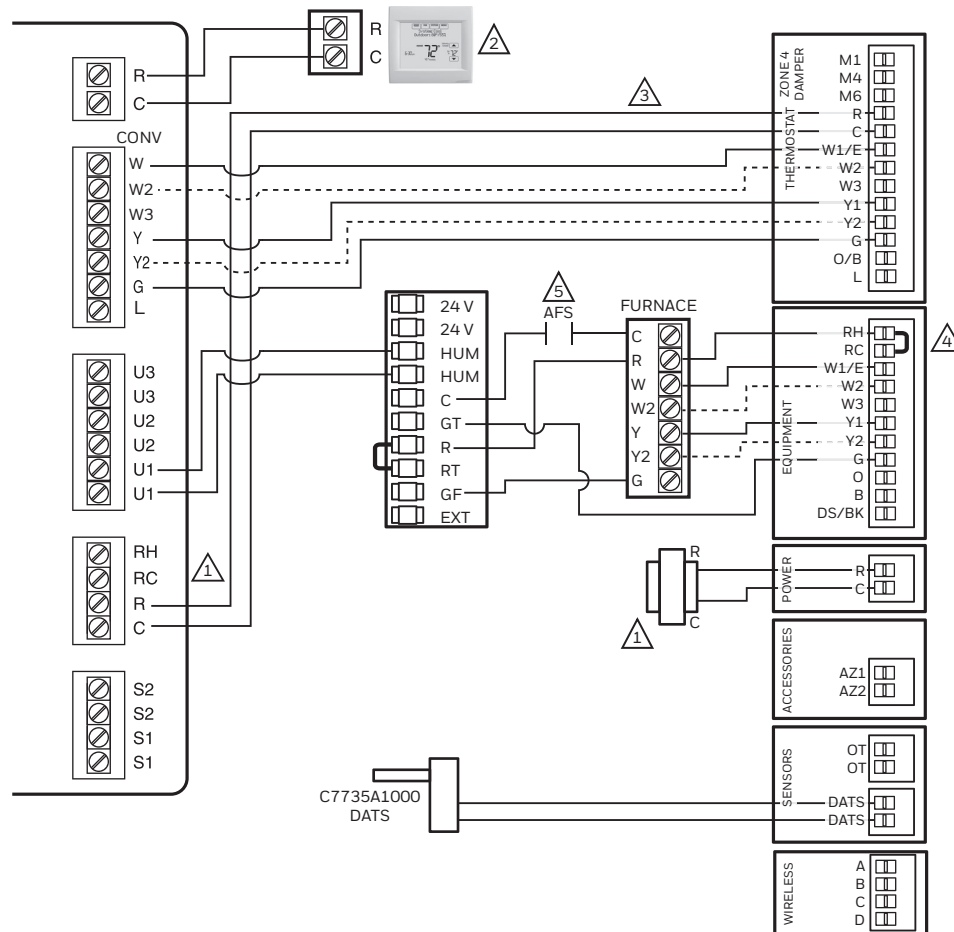 R
C
CONV
W
W2
W3
Y
Y2
G
L
U3
U3
U2
U2
U1
U1
RH
RC
R
C
S2
S2
S1
S1
1
R
C
72
2
3
24 V
24 V
HUM
HUM
C
GT
R
RT
GF
EXT
5
AFS
FURNACE
C
R
W
W2
Y
Y2
G
1
R
C
C7735A1000
DATS
ZONE 4
DAMPER
THERMOSTAT
M1
M4
M6
R
C
W1/E
W2
W3
Y1
Y2
G
O/B
L
EQUIPMENT
RH
RC
W1/E
W2
W3
Y1
Y2
G
O
B
DS/BK
4
POWER
R
C
ACCESSORIES
AZ1
AZ2
SENSORS
OT
OT
DATS
DATS
WIRELESS
A
B
C
D